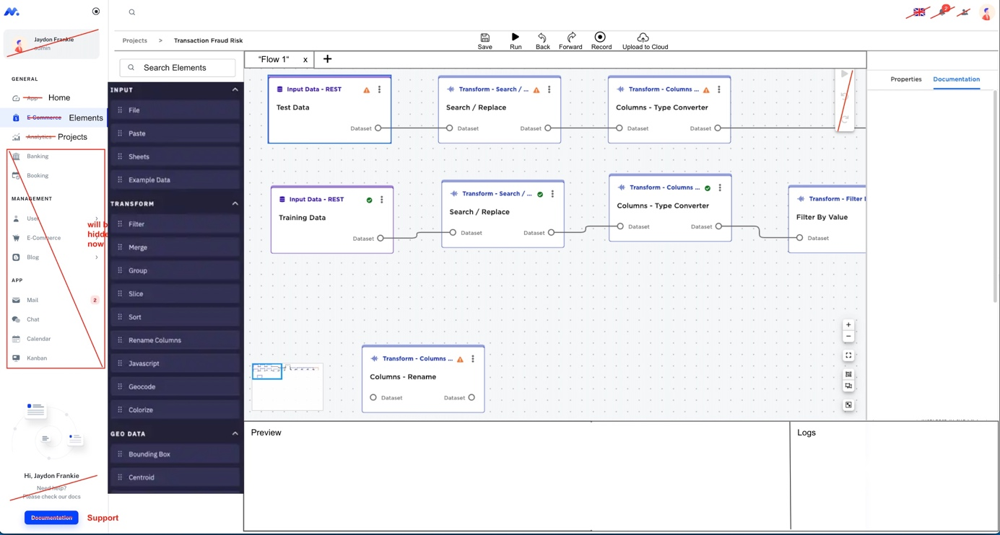 2
Jaydon Frankie
admin
Projects > Transaction Fraud Risk
Save Run Back Forward Record Upload to Cloud
"Flow 1" x +
Search Elements
Properties Documentation
GENERAL
App Home
E-Commerce Elements
Analytics Projects
Banking
Booking
MANAGEMENT
User
E-Commerce
Blog
will b
hidde
now
APP
Mail 2
Chat
Calendar
Kanban
Hi, Jaydon Frankie
Need help?
Please check our docs
Documentation Support
INPUT
File
Paste
Sheets
Example Data
TRANSFORM
Filter
Merge
Group
Slice
Sort
Rename Columns
Javascript
Geocode
Colorize
GEO DATA
Bounding Box
Centroid
Input Data - REST
Test Data
Dataset
Transform - Search / ...
Search / Replace
Dataset Dataset
Transform - Columns ...
Columns - Type Converter
Dataset Dataset
Input Data - REST
Training Data
Dataset
Transform - Search / ...
Search / Replace
Dataset Dataset
Transform - Columns ...
Columns - Type Converter
Dataset Dataset
Transform - Filter
Filter By Value
Dataset
Transform - Columns ...
Columns - Rename
Dataset Dataset
+
−
Preview
Logs